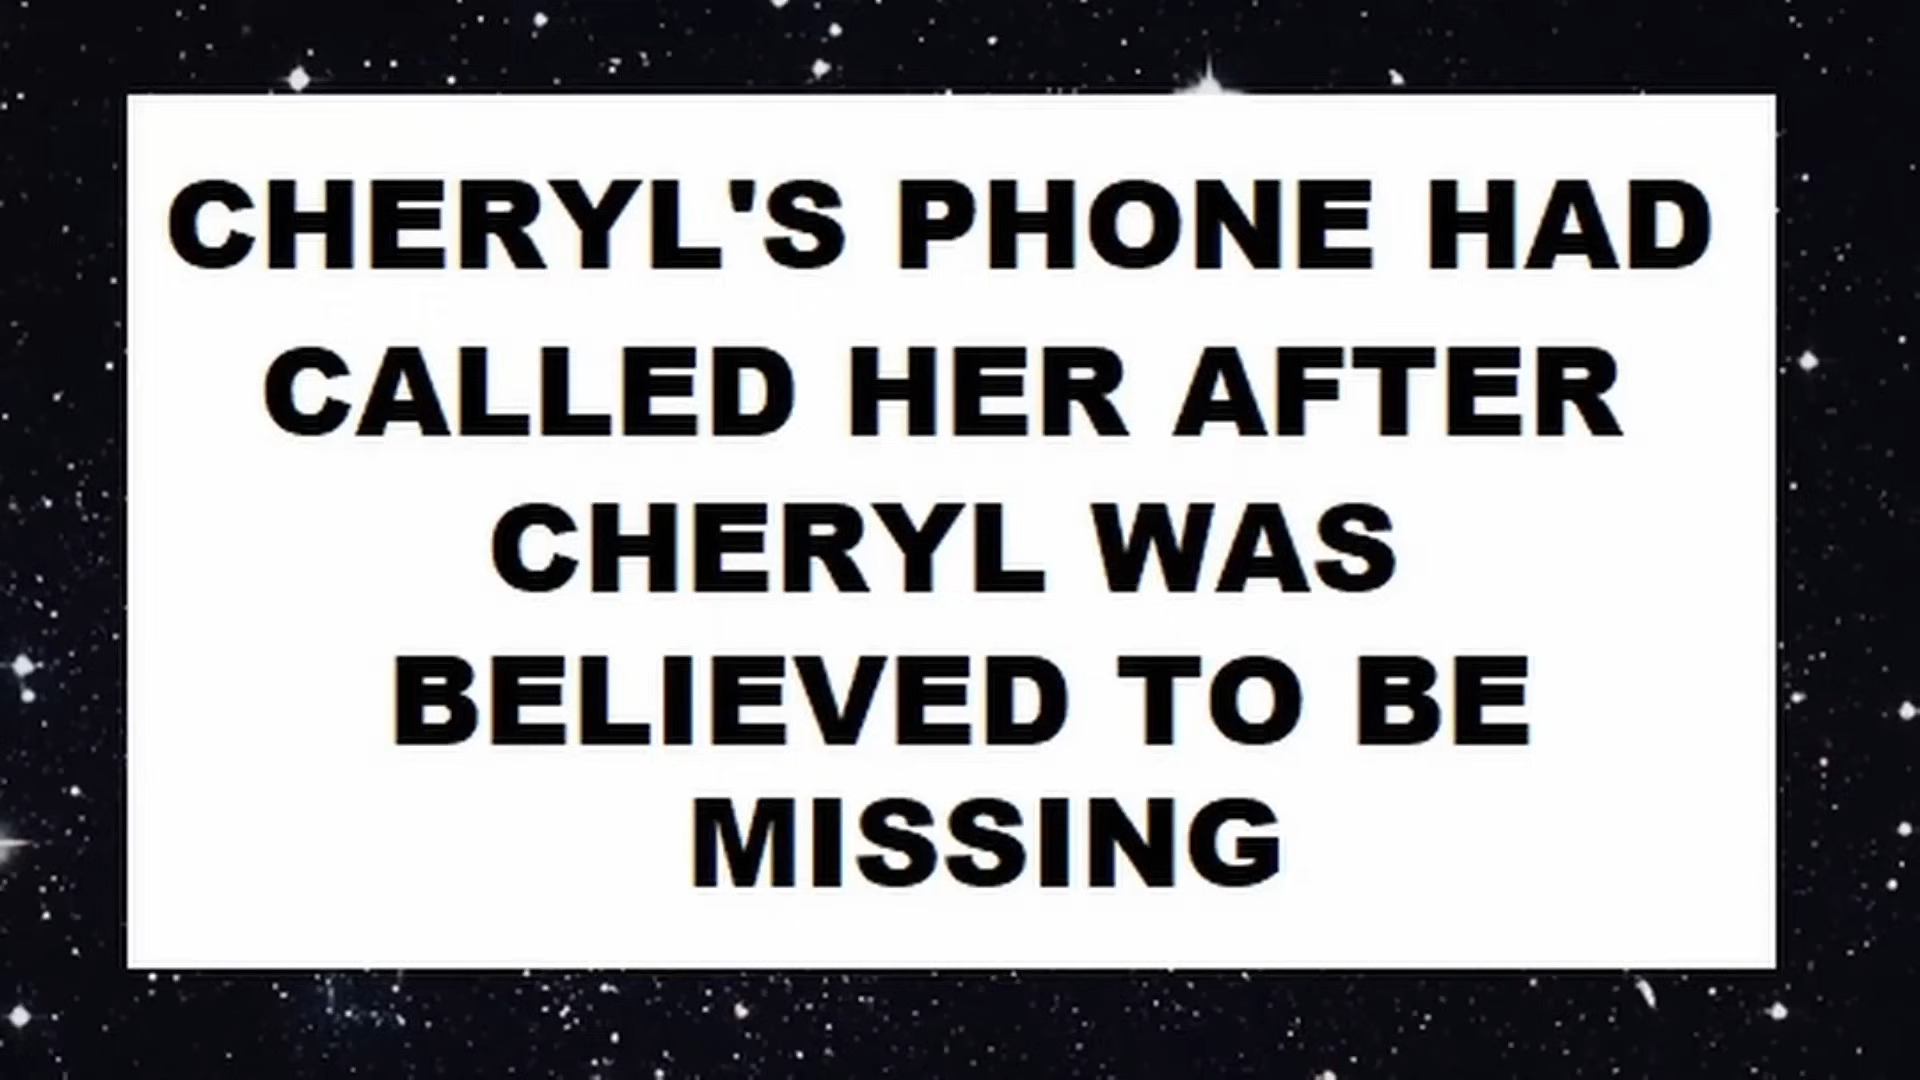 CHERYL'S PHONE HAD
CALLED HER AFTER
CHERYL WAS
BELIEVED TO BE
MISSING